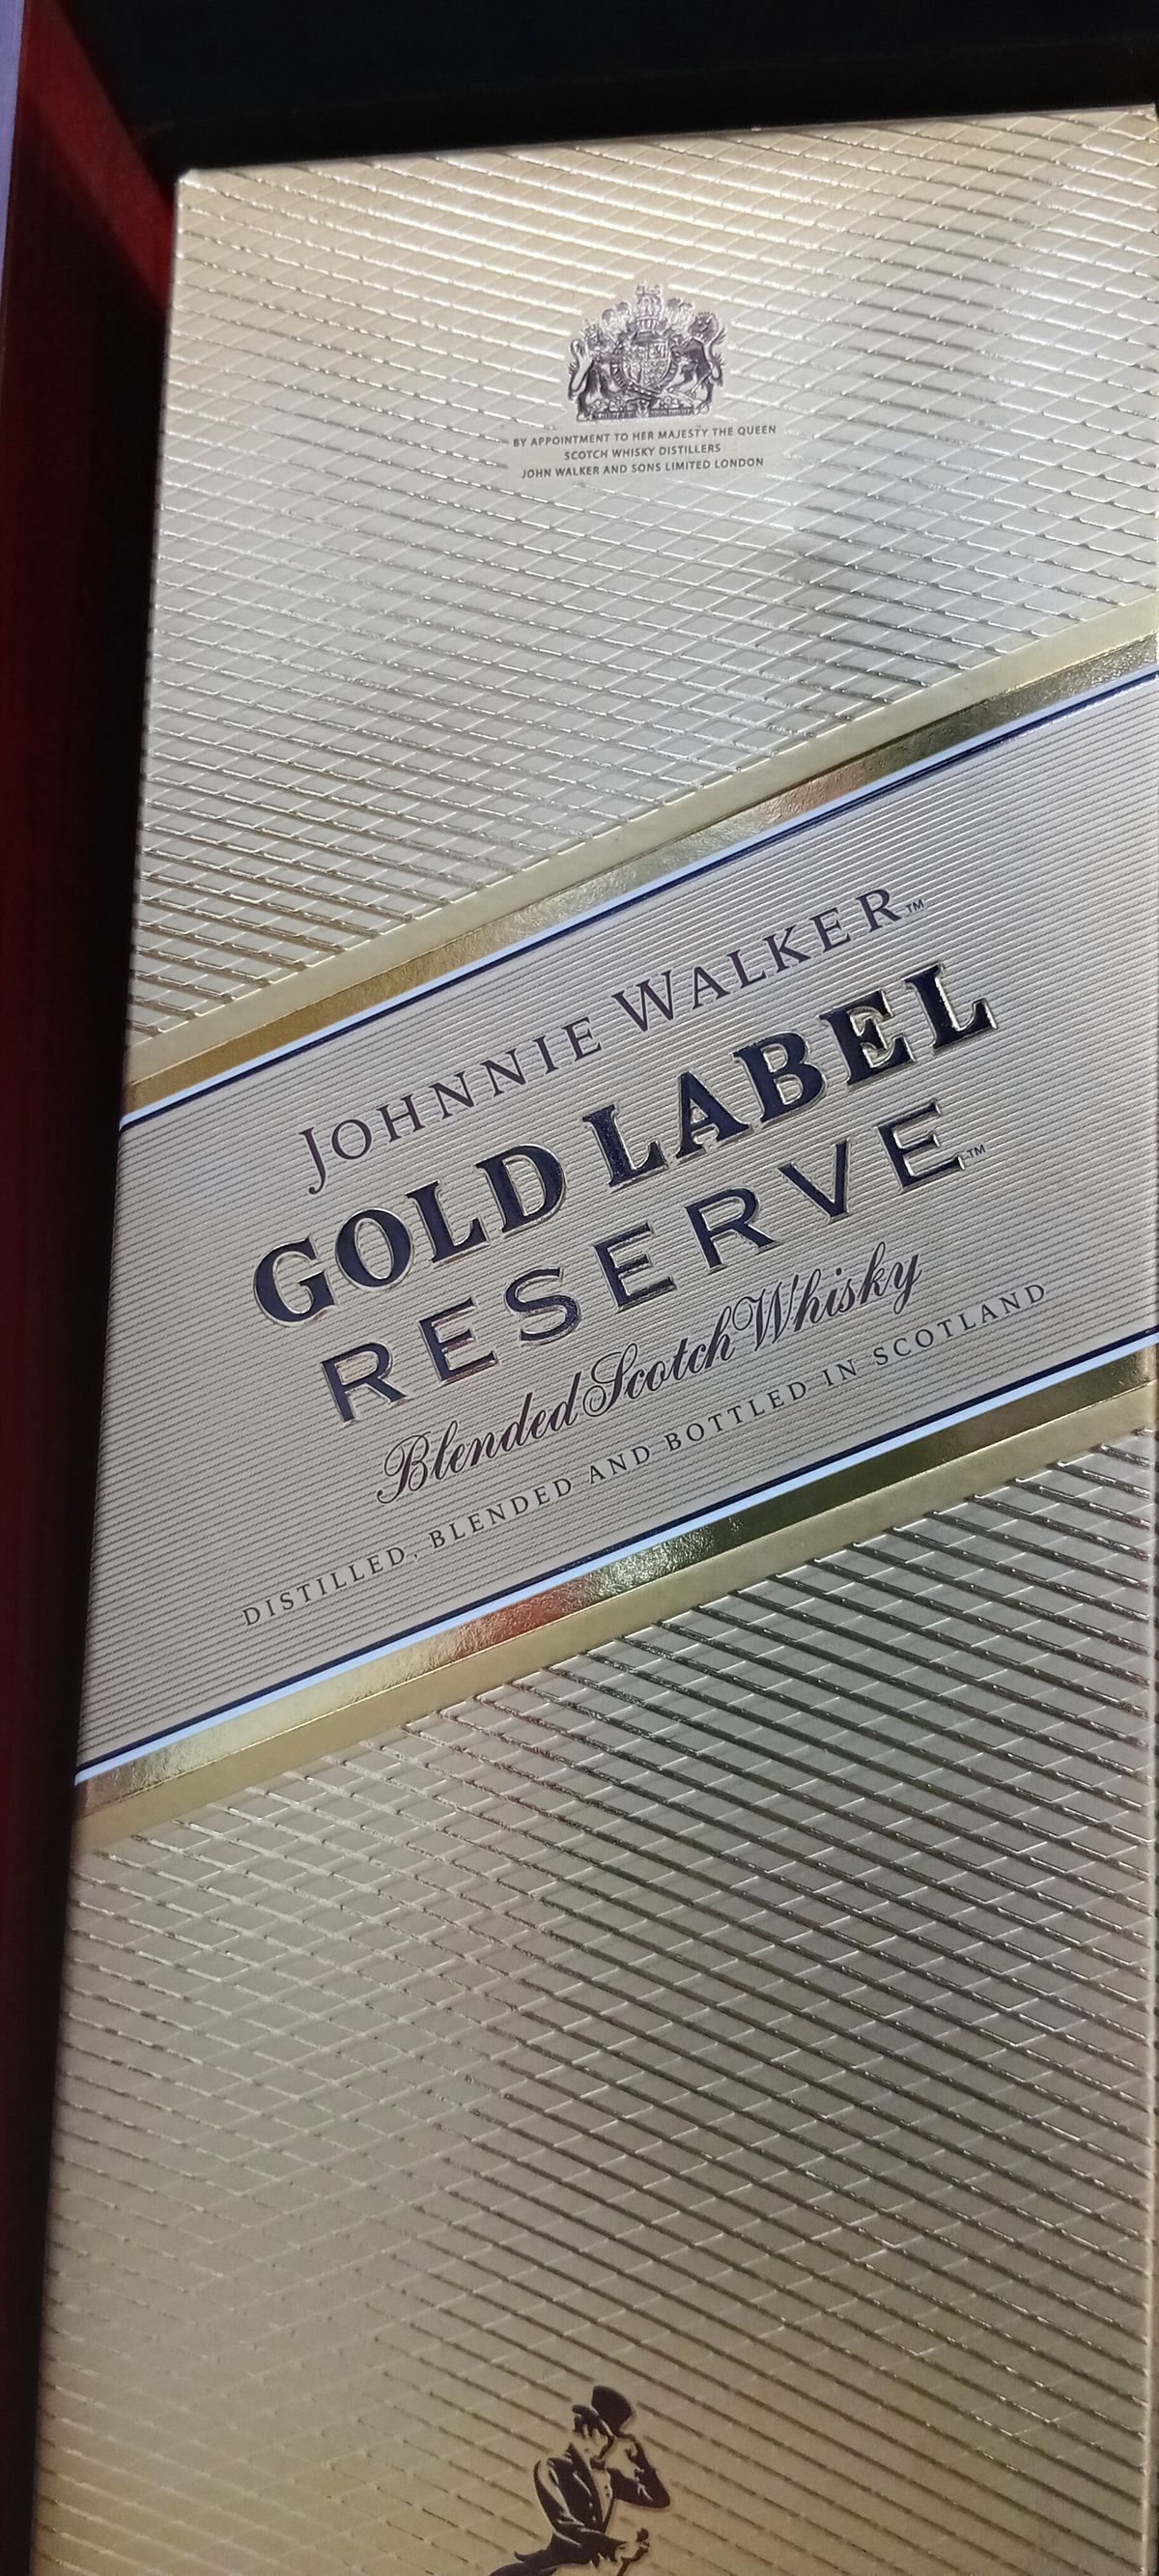 BY APPOINTMENT TO HER MAJESTY THE QUEEN
SCOTCH WHISKY DISTILLERS
JOHN WALKER AND SONS LIMITED LONDON
JOHNNIE WALKER™
GOLD LABEL
RESERVE™
Blended Scotch Whisky
DISTILLED, BLENDED AND BOTTLED IN SCOTLAND